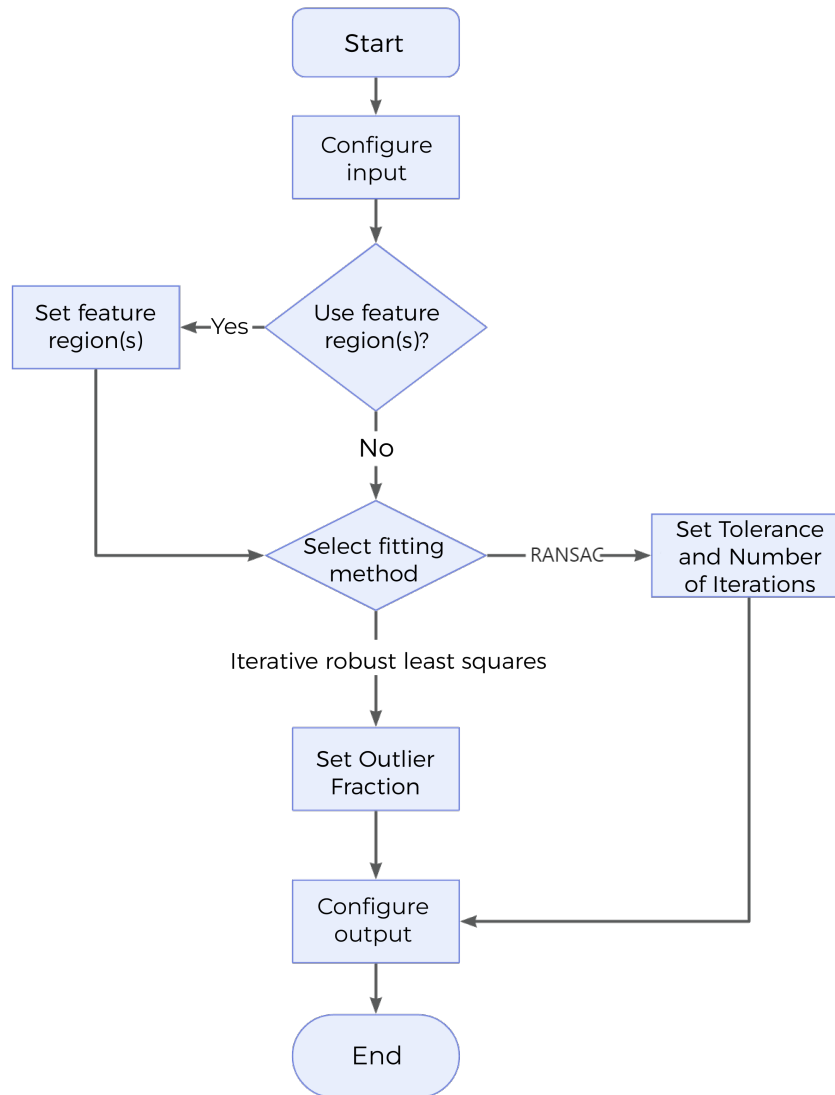 Start
Configure
input
Use feature
region(s)?
Yes
Set feature
region(s)
No
Select fitting
method
RANSAC
Set Tolerance
and Number
of Iterations
Iterative robust least squares
Set Outlier
Fraction
Configure
output
End